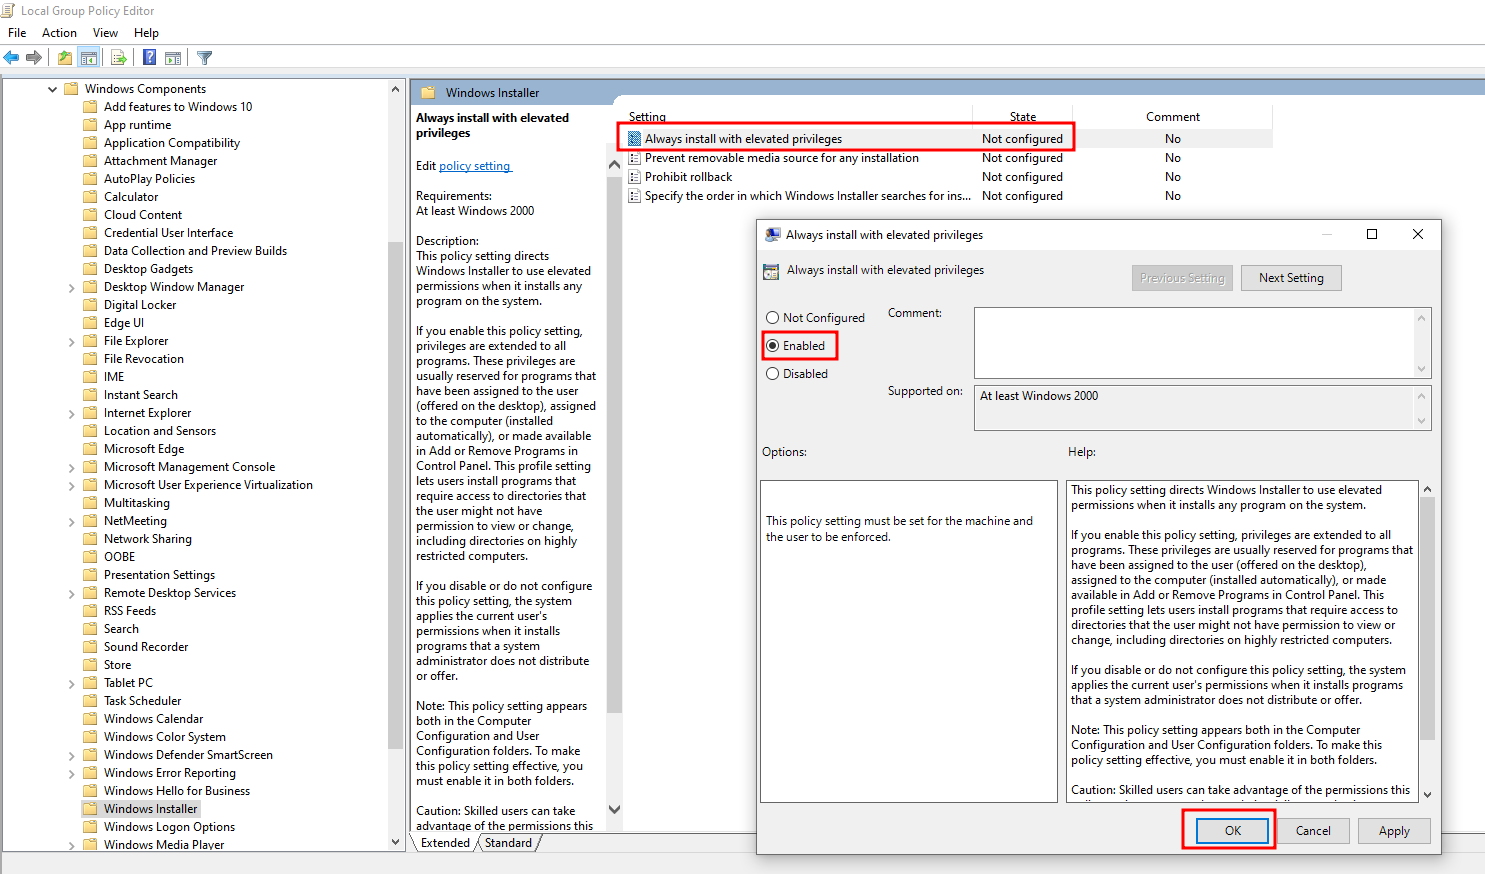 Local Group Policy Editor
File Action View Help
Windows Components
Add features to Windows 10
App runtime
Application Compatibility
Attachment Manager
AutoPlay Policies
Calculator
Cloud Content
Credential User Interface
Data Collection and Preview Builds
Desktop Gadgets
Desktop Window Manager
Digital Locker
Edge UI
File Explorer
File Revocation
IME
Instant Search
Internet Explorer
Location and Sensors
Microsoft Edge
Microsoft Management Console
Microsoft User Experience Virtualization
Multitasking
NetMeeting
Network Sharing
OOBE
Presentation Settings
Remote Desktop Services
RSS Feeds
Search
Sound Recorder
Store
Tablet PC
Task Scheduler
Windows Calendar
Windows Color System
Windows Defender SmartScreen
Windows Error Reporting
Windows Hello for Business
Windows Installer
Windows Logon Options
Windows Media Player
Windows Installer
Always install with elevated
privileges
Edit policy setting
Requirements:
At least Windows 2000
Description:
This policy setting directs
Windows Installer to use elevated
permissions when it installs any
program on the system.
If you enable this policy setting,
privileges are extended to all
programs. These privileges are
usually reserved for programs that
have been assigned to the user
(offered on the desktop), assigned
to the computer (installed
automatically), or made available
in Add or Remove Programs in
Control Panel. This profile setting
lets users install programs that
require access to directories that
the user might not have
permission to view or change,
including directories on highly
restricted computers.
If you disable or do not configure
this policy setting, the system
applies the current user's
permissions when it installs
programs that a system
administrator does not distribute
or offer.
Note: This policy setting appears
both in the Computer
Configuration and User
Configuration folders. To make
this policy setting effective, you
must enable it in both folders.
Caution: Skilled users can take
advantage of the permissions this
Extended Standard
Setting State Comment
Always install with elevated privileges Not configured No
Prevent removable media source for any installation Not configured No
Prohibit rollback Not configured No
Specify the order in which Windows Installer searches for ins... Not configured No
Always install with elevated privileges
Always install with elevated privileges
Previous Setting Next Setting
Not Configured
Enabled
Disabled
Comment:
Supported on:
At least Windows 2000
Options:
Help:
This policy setting must be set for the machine and
the user to be enforced.
This policy setting directs Windows Installer to use elevated
permissions when it installs any program on the system.
If you enable this policy setting, privileges are extended to all
programs. These privileges are usually reserved for programs that
have been assigned to the user (offered on the desktop),
assigned to the computer (installed automatically), or made
available in Add or Remove Programs in Control Panel. This
profile setting lets users install programs that require access to
directories that the user might not have permission to view or
change, including directories on highly restricted computers.
If you disable or do not configure this policy setting, the system
applies the current user's permissions when it installs programs
that a system administrator does not distribute or offer.
Note: This policy setting appears both in the Computer
Configuration and User Configuration folders. To make this
policy setting effective, you must enable it in both folders.
Caution: Skilled users can take advantage of the permissions this
OK Cancel Apply